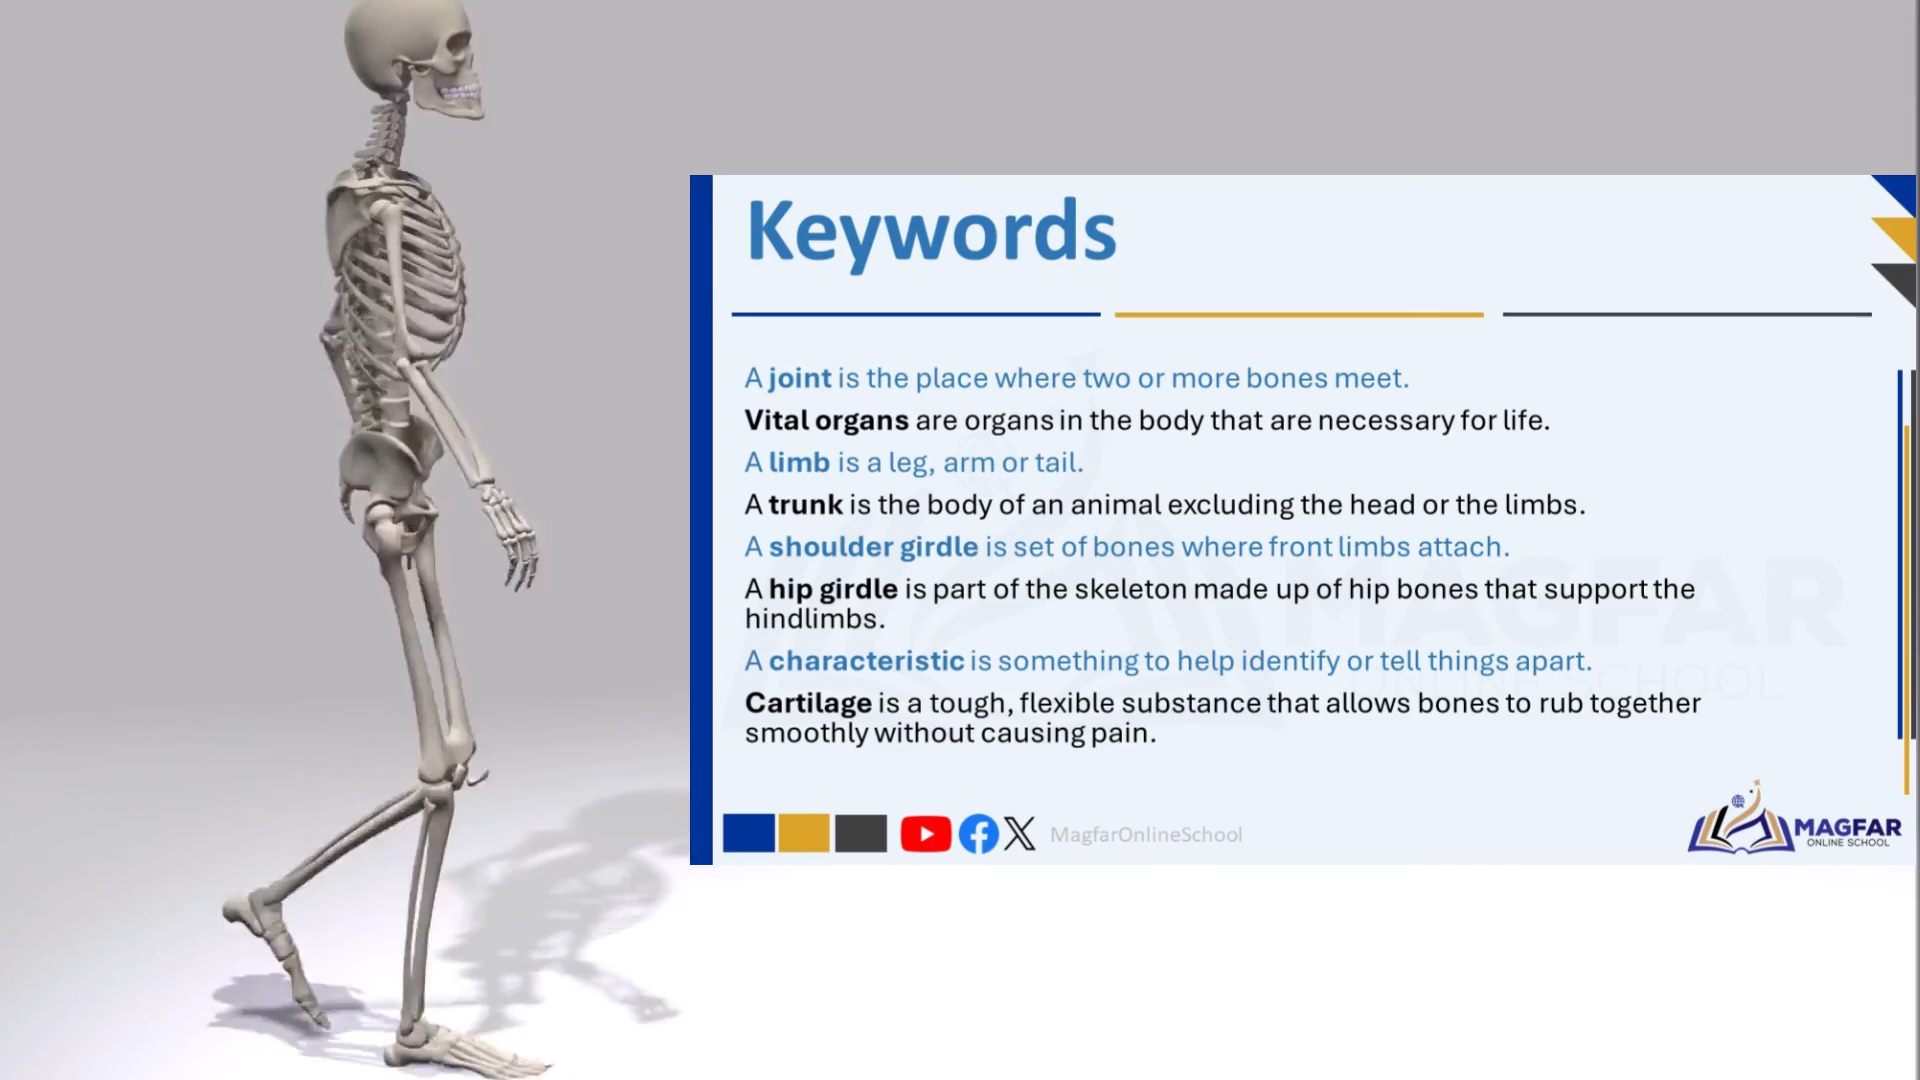 Keywords
A joint is the place where two or more bones meet.
Vital organs are organs in the body that are necessary for life.
A limb is a leg, arm or tail.
A trunk is the body of an animal excluding the head or the limbs.
A shoulder girdle is set of bones where front limbs attach.
A hip girdle is part of the skeleton made up of hip bones that support the
hindlimbs.
A characteristic is something to help identify or tell things apart.
Cartilage is a tough, flexible substance that allows bones to rub together
smoothly without causing pain.
MAGFAR
ONLINE SCHOOL
MagfarOnlineSchool
MAGFAR
ONLINE SCHOOL